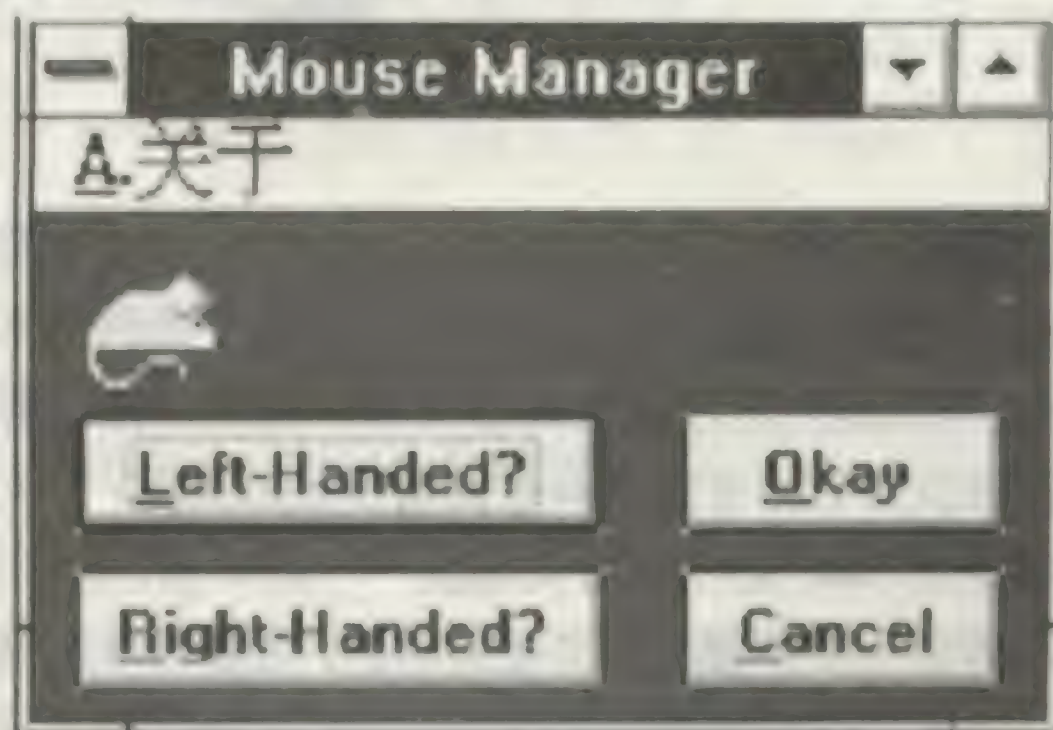 Mouse Manager
A.关于
Left-Handed?
Okay
Right-Handed?
Cancel